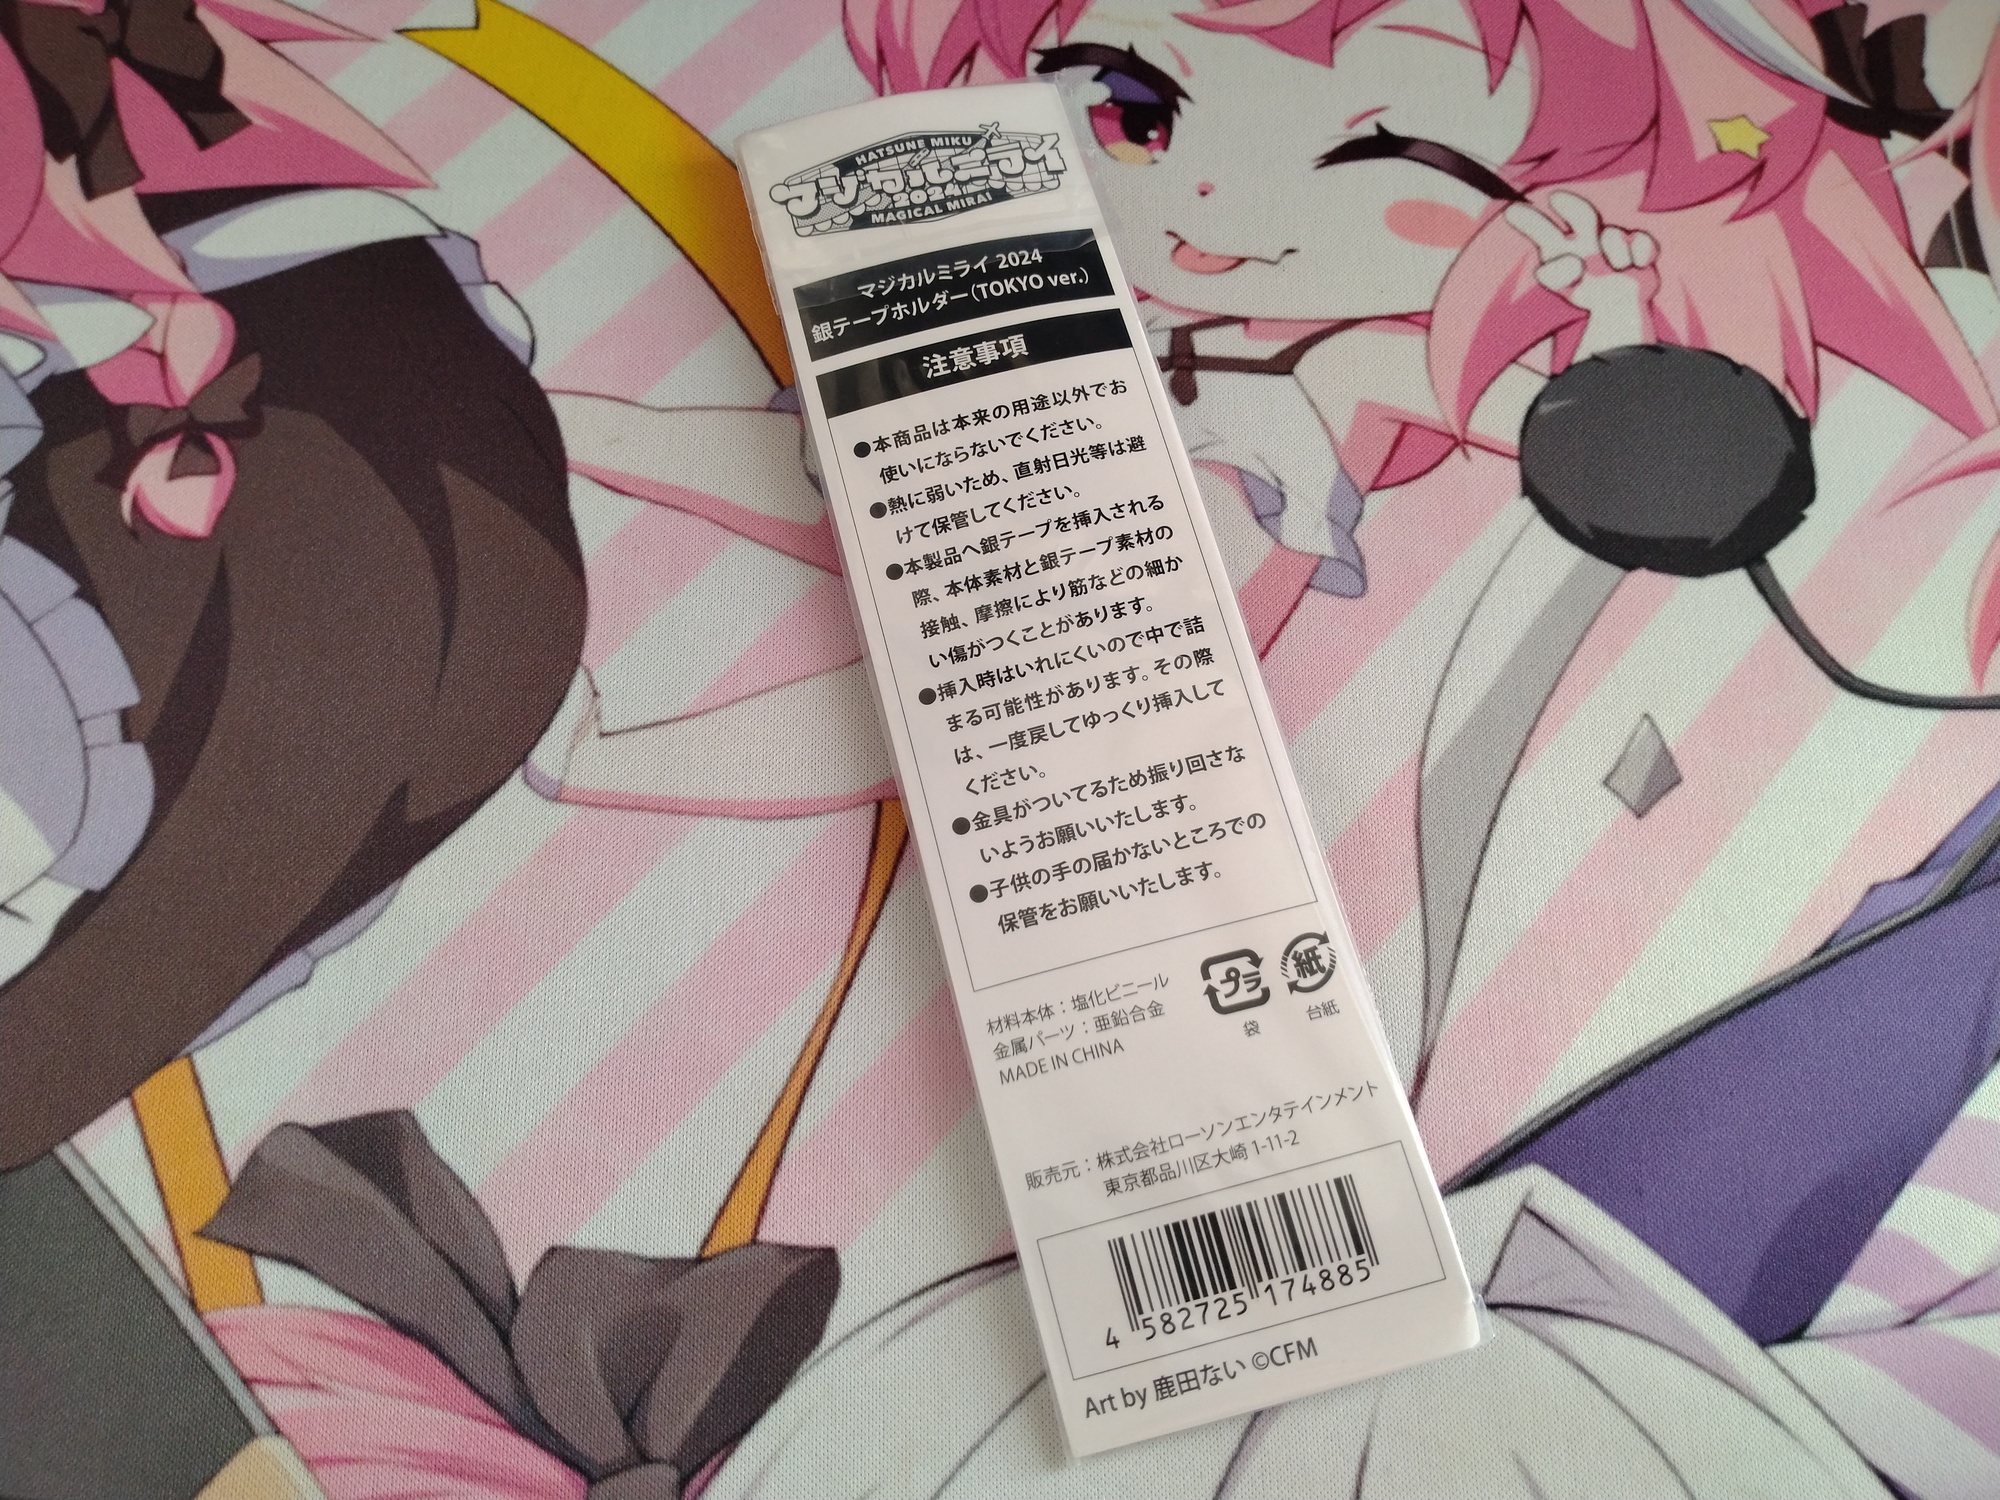 HATSUNE MIKU
マジカルミライ
2024
MAGICAL MIRAI
マジカルミライ 2024
銀テープホルダー(TOKYO ver.)
注意事項
●本商品は本来の用途以外でお
使いにならないでください。
●熱に弱いため、直射日光等は避
けて保管してください。
●本製品へ銀テープを挿入される
際、本体素材と銀テープ素材の
接触、摩擦により筋などの細か
い傷がつくことがあります。
●挿入時はいれにくいので中で詰
まる可能性があります。その際
は、一度戻してゆっくり挿入して
ください。
●金具がついてるため振り回さな
いようお願いいたします。
●子供の手の届かないところでの
保管をお願いいたします。
プラ
袋
紙
台紙
材料本体：塩化ビニール
金属パーツ：亜鉛合金
MADE IN CHINA
販売元：株式会社ローソンエンタテインメント
東京都品川区大崎 1-11-2
4 582725 174885
Art by 鹿田ない ©CFM